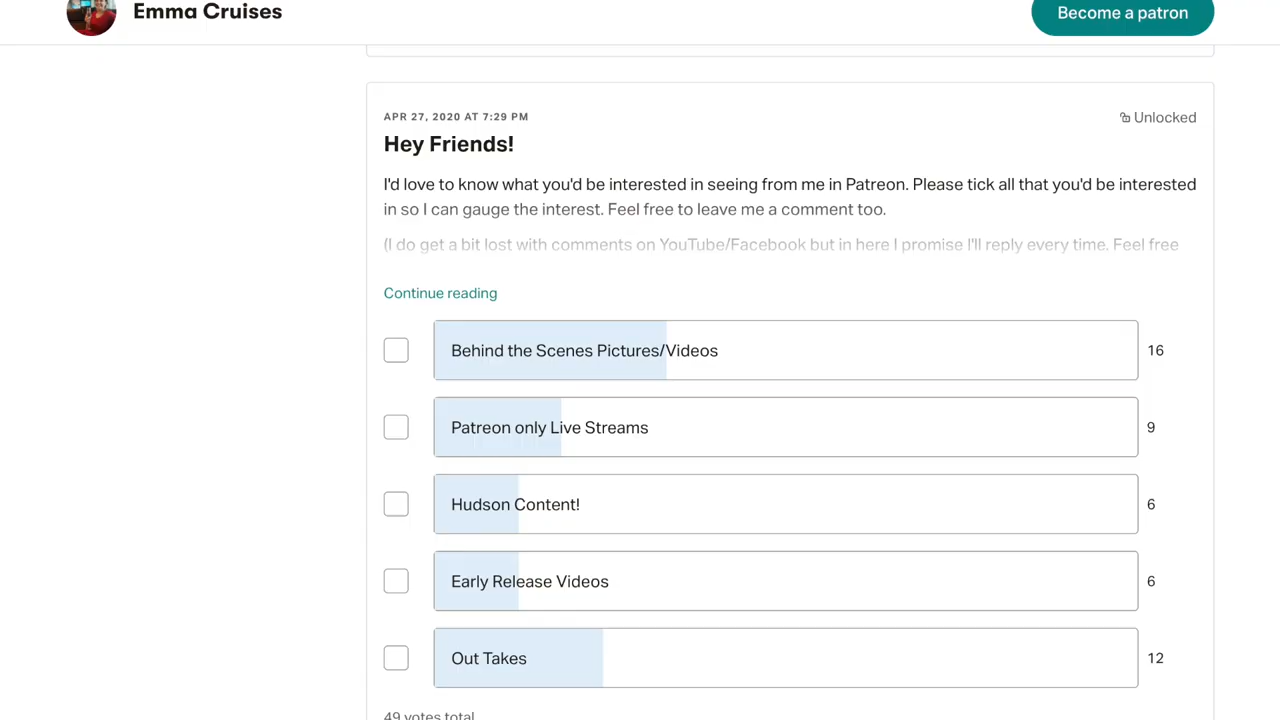 Emma Cruises
Become a patron
APR 27, 2020 AT 7:29 PM
Unlocked
Hey Friends!
I'd love to know what you'd be interested in seeing from me in Patreon. Please tick all that you'd be interested
in so I can gauge the interest. Feel free to leave me a comment too.
(I do get a bit lost with comments on YouTube/Facebook but in here I promise I'll reply every time. Feel free
Continue reading
Behind the Scenes Pictures/Videos 16
Patreon only Live Streams 9
Hudson Content! 6
Early Release Videos 6
Out Takes 12
49 votes total